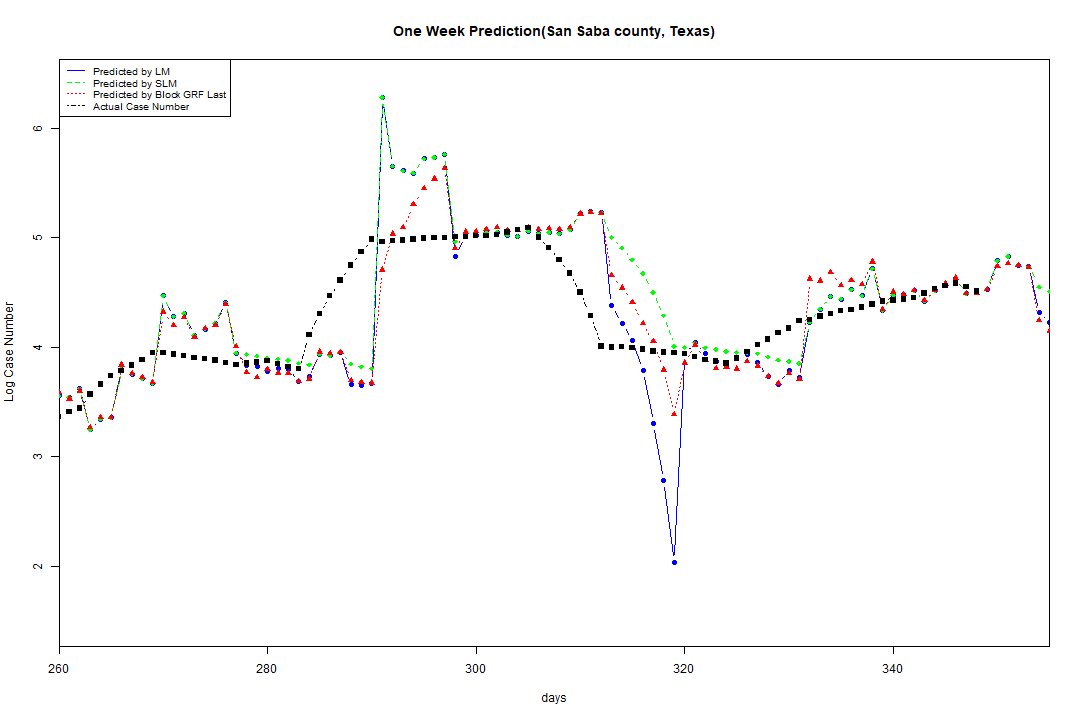 One Week Prediction(San Saba county, Texas)
Predicted by LM
Predicted by SLM
Predicted by Block GRF Last
Actual Case Number
Log Case Number
6
5
4
3
2
260 280 300 320 340
days